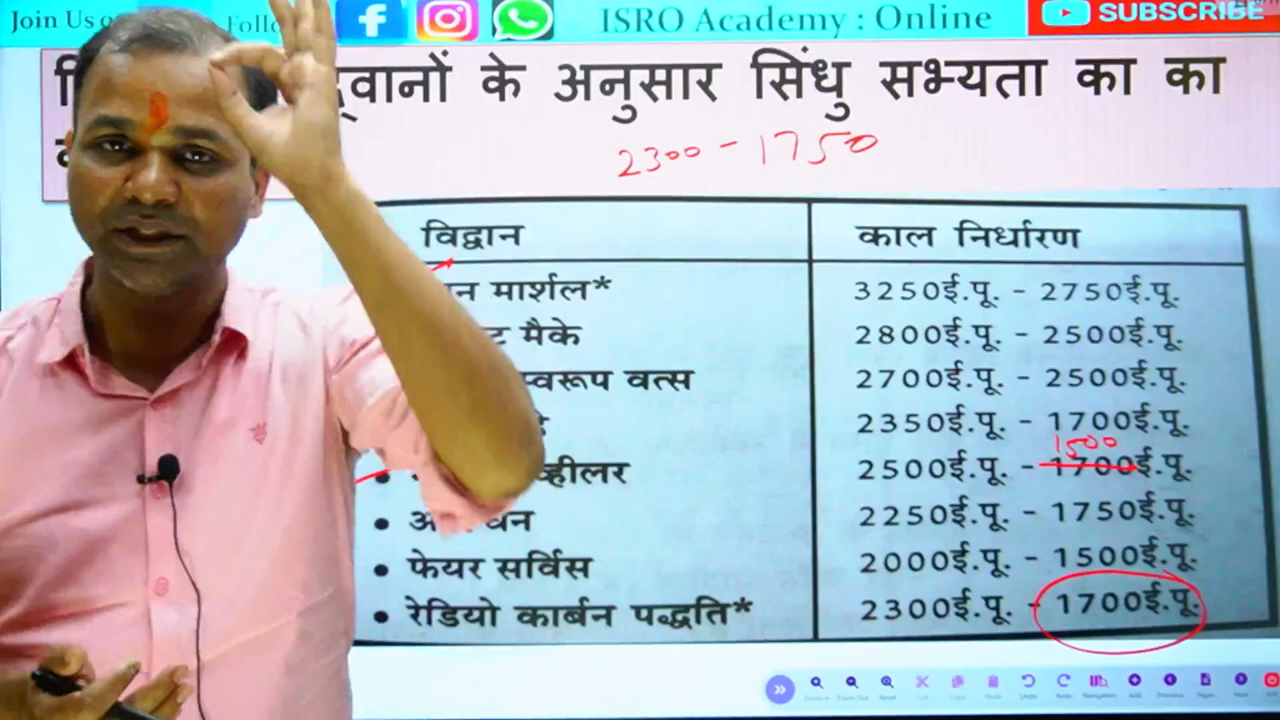 Join Us o Follo ISRO Academy : Online SUBSCRIBE
द्वानों के अनुसार सिंधु सभ्यता का का
2300 - 1750
विद्वान काल निर्धारण
न मार्शल* 3250ई.पू. - 2750ई.पू.
ट मैके 2800ई.पू. - 2500ई.पू.
स्वरूप वत्स 2700ई.पू. - 2500ई.पू.
2350ई.पू. - 1700ई.पू.
1500
• व्हीलर 2500ई.पू. - 1700ई.पू.
• 2250ई.पू. - 1750ई.पू.
• फेयर सर्विस 2000ई.पू. - 1500ई.पू.
• रेडियो कार्बन पद्धति* 2300ई.पू. - 1700ई.पू.